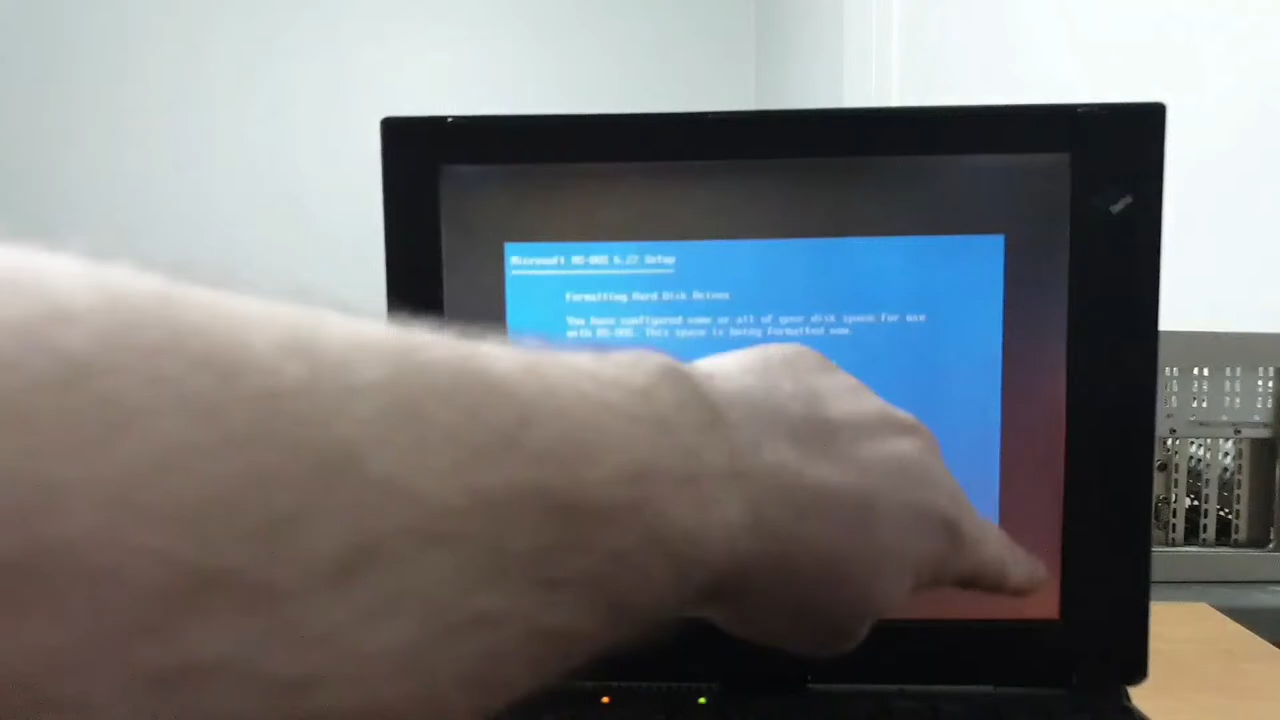 Microsoft MS-DOS 6.22 Setup
Formatting Hard Disk Drives
You have configured some or all of your disk space for use
with MS-DOS. This space is being formatted now.